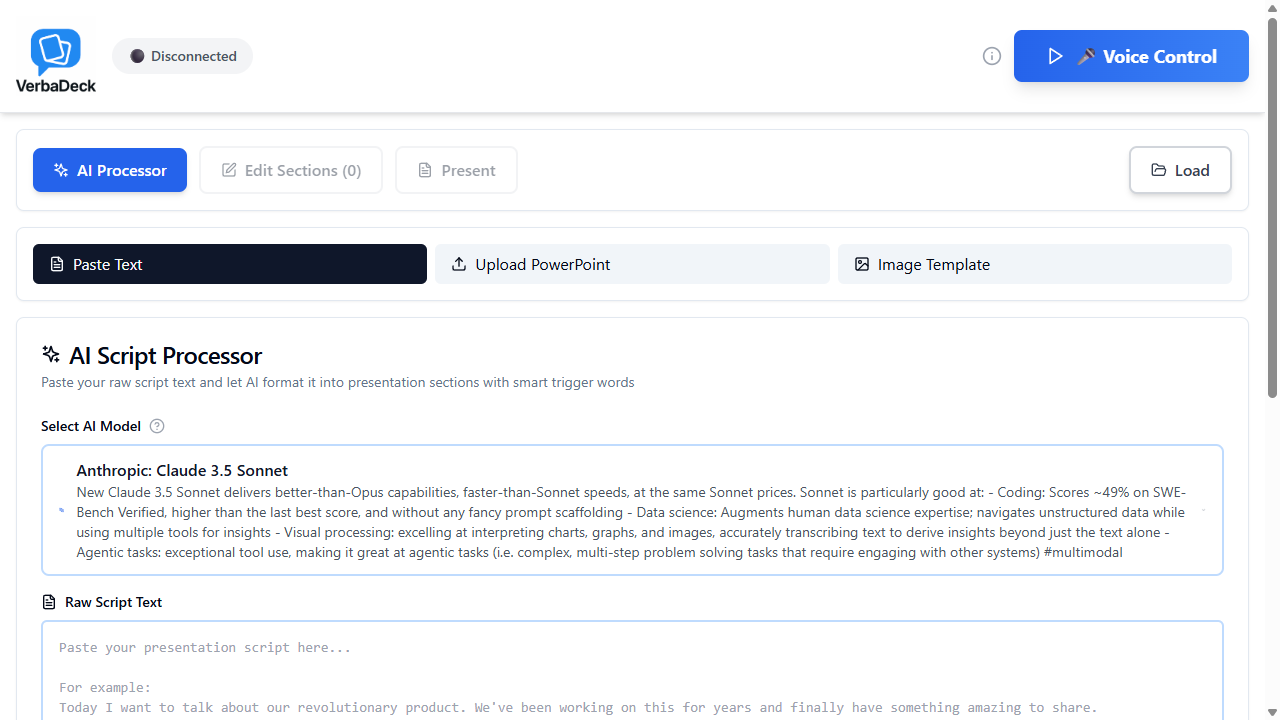 VerbaDeck
Disconnected
Voice Control
AI Processor
Edit Sections (0)
Present
Load
Paste Text
Upload PowerPoint
Image Template
AI Script Processor
Paste your raw script text and let AI format it into presentation sections with smart trigger words
Select AI Model
Anthropic: Claude 3.5 Sonnet
New Claude 3.5 Sonnet delivers better-than-Opus capabilities, faster-than-Sonnet speeds, at the same Sonnet prices. Sonnet is particularly good at: - Coding: Scores ~49% on SWE-
Bench Verified, higher than the last best score, and without any fancy prompt scaffolding - Data science: Augments human data science expertise; navigates unstructured data while
using multiple tools for insights - Visual processing: excelling at interpreting charts, graphs, and images, accurately transcribing text to derive insights beyond just the text alone -
Agentic tasks: exceptional tool use, making it great at agentic tasks (i.e. complex, multi-step problem solving tasks that require engaging with other systems) #multimodal
Raw Script Text
Paste your presentation script here...
For example:
Today I want to talk about our revolutionary product. We've been working on this for years and finally have something amazing to share.